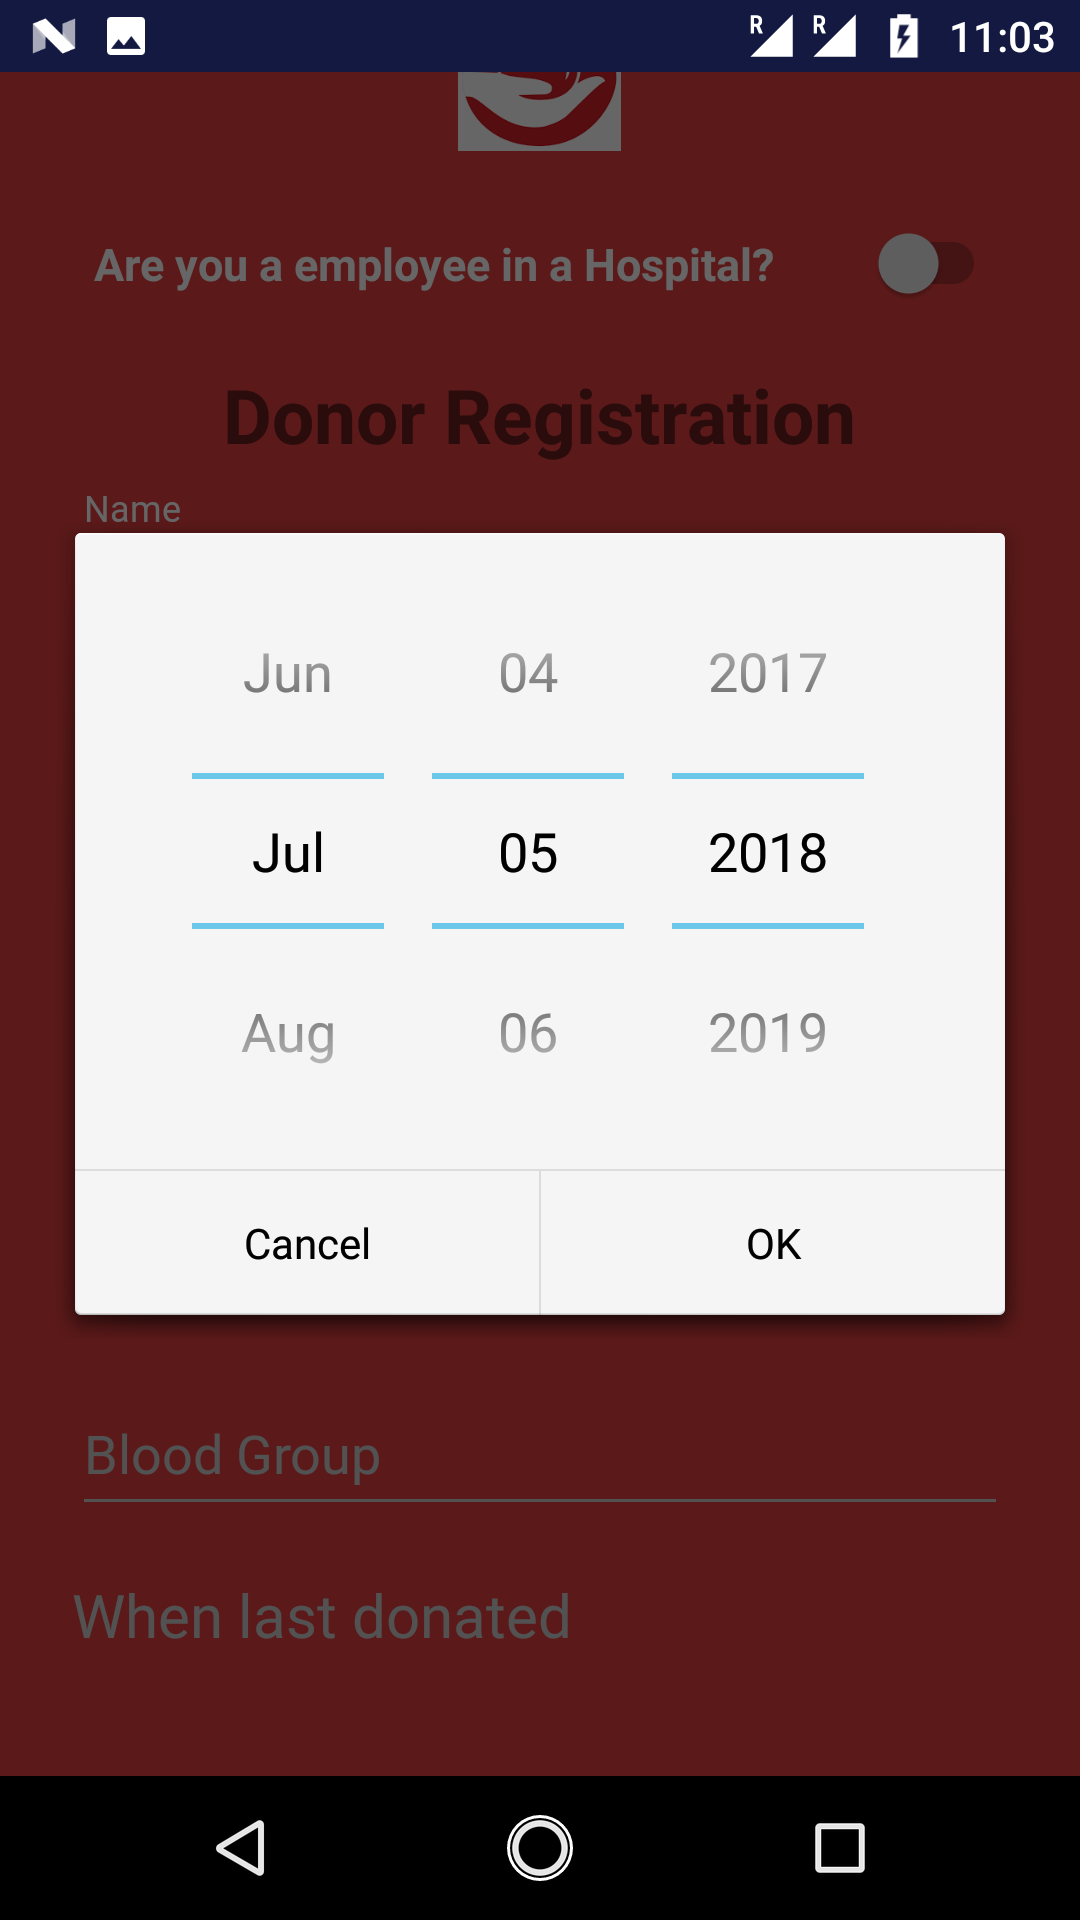 R R 11:03
Are you a employee in a Hospital?
Donor Registration
Name
Jun 04 2017
Jul 05 2018
Aug 06 2019
Cancel OK
Blood Group
When last donated